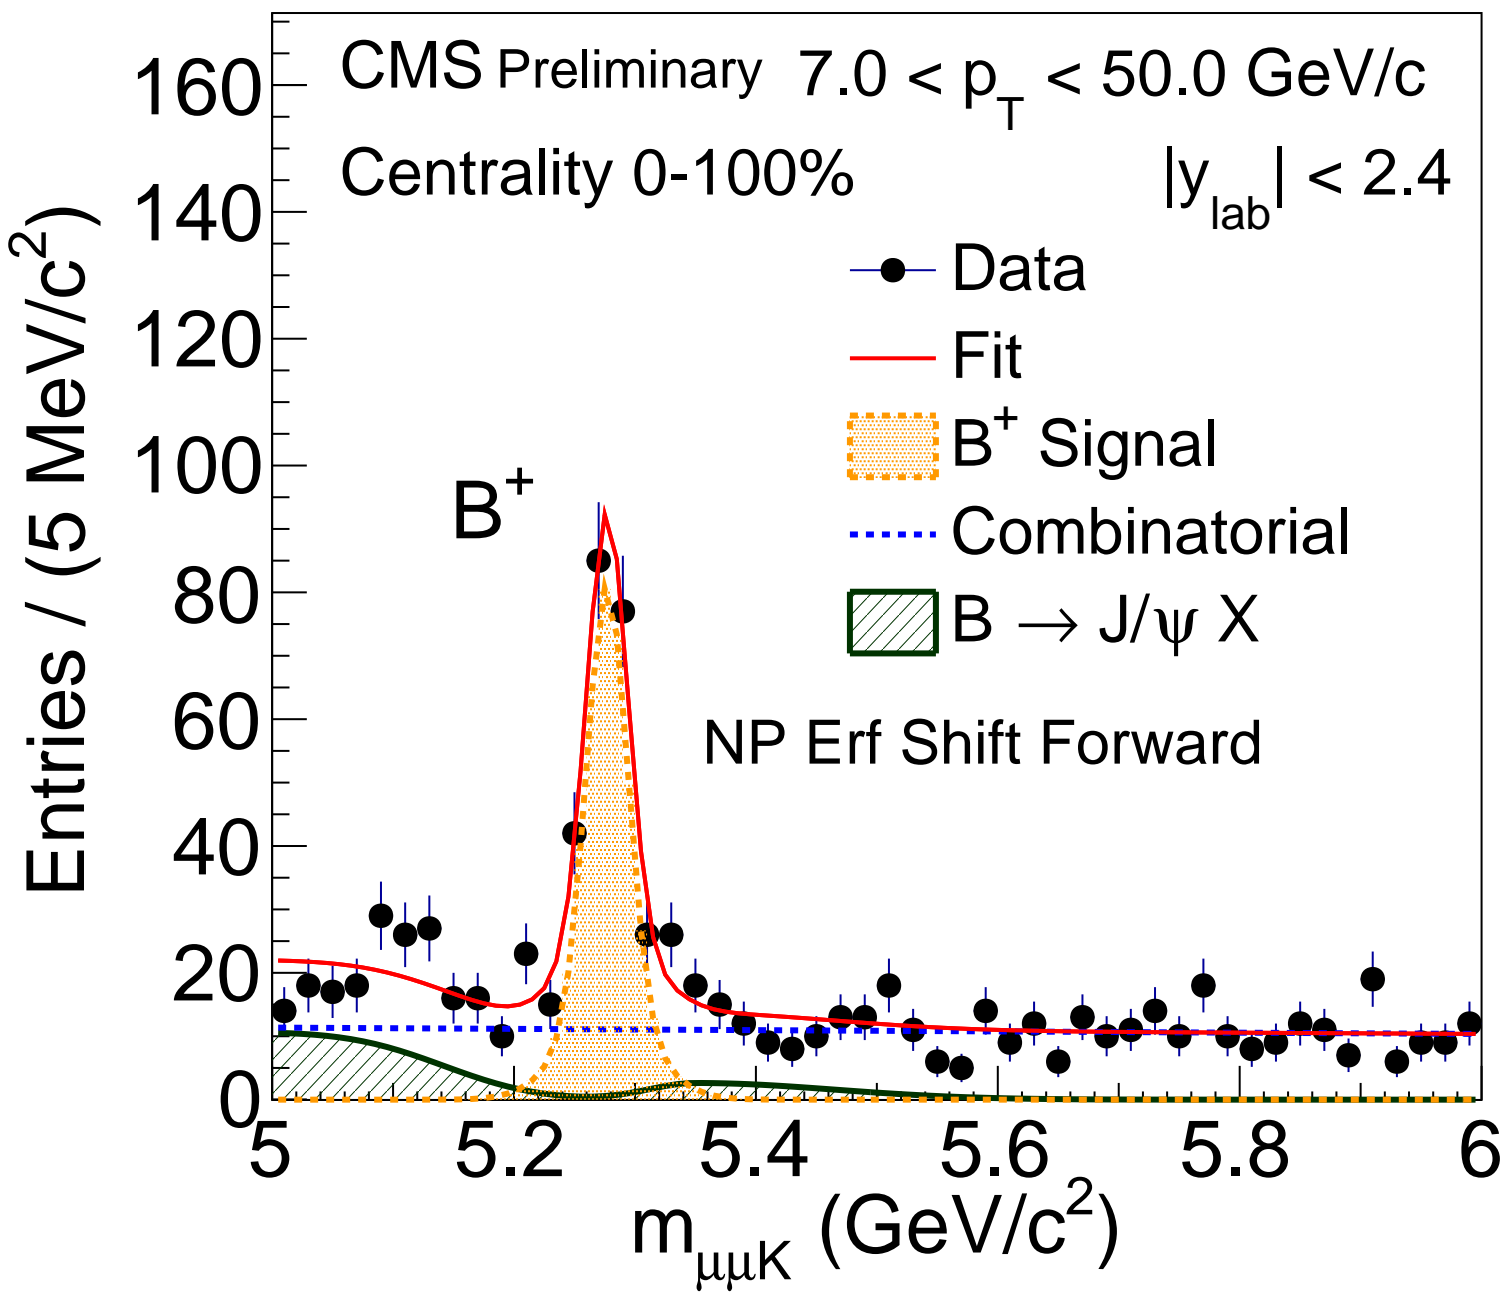 CMS Preliminary 7.0 < p_T < 50.0 GeV/c
Centrality 0-100% |y_lab| < 2.4
Data
Fit
B⁺ Signal
Combinatorial
B → J/ψ X
B⁺
NP Erf Shift Forward
Entries / (5 MeV/c²)
160
140
120
100
80
60
40
20
0
5 5.2 5.4 5.6 5.8 6
m_μμK (GeV/c²)